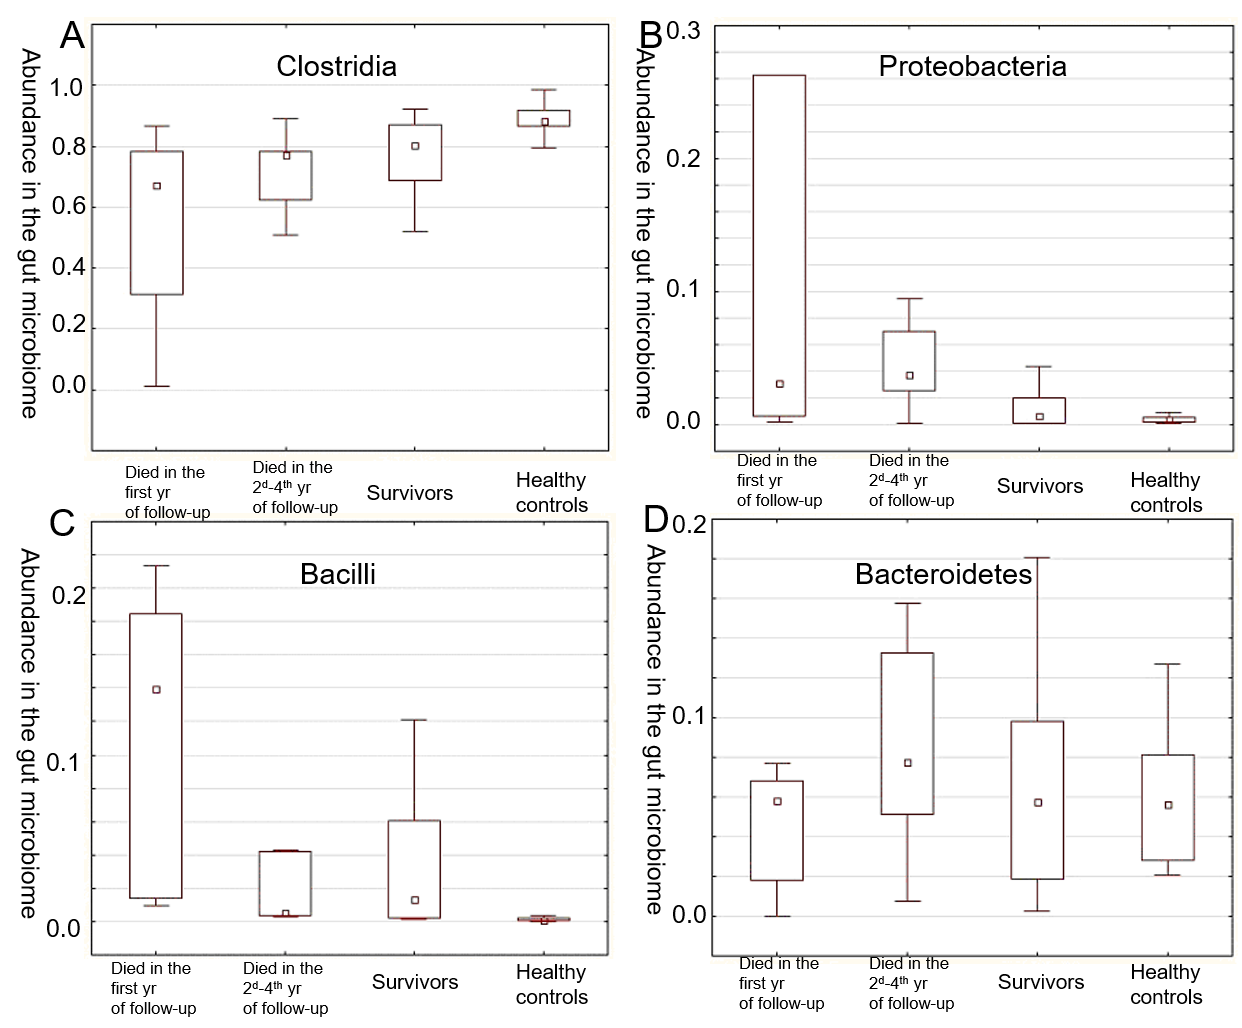 A
Clostridia
Abundance in the gut microbiome
1.0
0.8
0.6
0.4
0.2
0.0
Died in the
first yr
of follow-up
Died in the
2ᵈ-4ᵗʰ yr
of follow-up
Survivors
Healthy
controls
B
Proteobacteria
Abundance in the gut microbiome
0.3
0.2
0.1
0.0
Died in the
first yr
of follow-up
Died in the
2ᵈ-4ᵗʰ yr
of follow-up
Survivors
Healthy
controls
C
Bacilli
Abundance in the gut microbiome
0.2
0.1
0.0
Died in the
first yr
of follow-up
Died in the
2ᵈ-4ᵗʰ yr
of follow-up
Survivors
Healthy
controls
D
Bacteroidetes
Abundance in the gut microbiome
0.2
0.1
0.0
Died in the
first yr
of follow-up
Died in the
2ᵈ-4ᵗʰ yr
of follow-up
Survivors
Healthy
controls